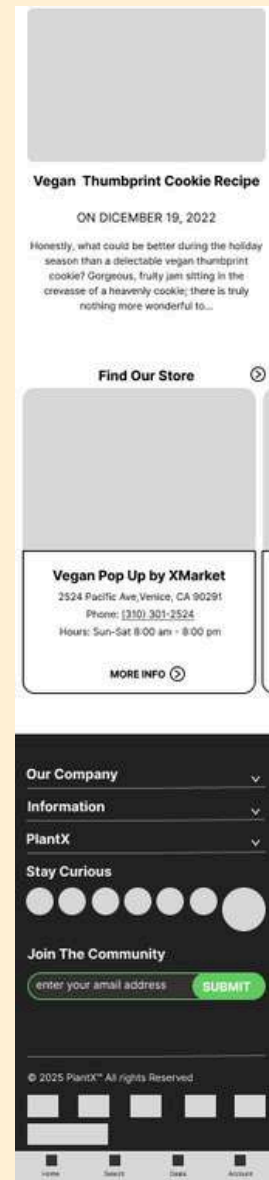 Vegan Thumbprint Cookie Recipe
ON DICEMBER 19, 2022
Honestly, what could be better during the holiday
season than a delectable vegan thumbprint
cookie? Gorgeous, fruity jam sitting in the
crevasse of a heavenly cookie; there is truly
nothing more wonderful to...
Find Our Store
Vegan Pop Up by XMarket
2524 Pacific Ave,Venice, CA 90291
Phone: (310) 301-2524
Hours: Sun-Sat 8:00 am - 8:00 pm
MORE INFO
Our Company
Information
PlantX
Stay Curious
Join The Community
enter your amail address
SUBMIT
© 2025 PlantX™ All rights Reserved
Home Search Deals Account